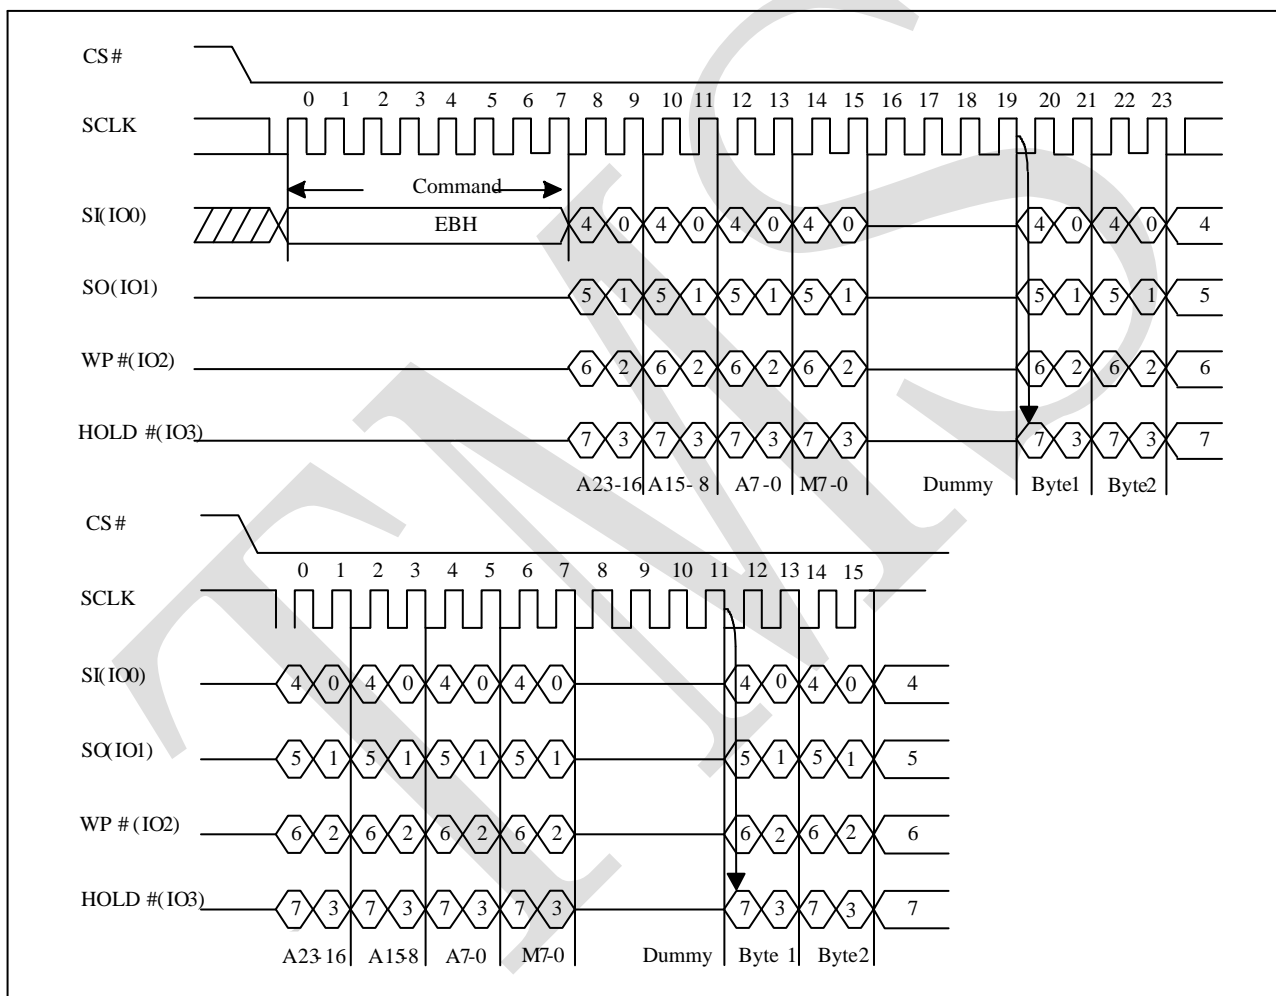 CS#
0 1 2 3 4 5 6 7 8 9 10 11 12 13 14 15 16 17 18 19 20 21 22 23
SCLK
Command
SI(IO0) EBH 4 0 4 0 4 0 4 0 4 0 4 0 4
SO(IO1) 5 1 5 1 5 1 5 1 5 1 5 1 5
WP#(IO2) 6 2 6 2 6 2 6 2 6 2 6 2 6
HOLD#(IO3) 7 3 7 3 7 3 7 3 7 3 7 3 7
A23-16 A15-8 A7-0 M7-0 Dummy Byte1 Byte2
CS#
0 1 2 3 4 5 6 7 8 9 10 11 12 13 14 15
SCLK
SI(IO0) 4 0 4 0 4 0 4 0 4 0 4 0 4
SO(IO1) 5 1 5 1 5 1 5 1 5 1 5 1 5
WP#(IO2) 6 2 6 2 6 2 6 2 6 2 6 2 6
HOLD#(IO3) 7 3 7 3 7 3 7 3 7 3 7 3 7
A23-16 A15-8 A7-0 M7-0 Dummy Byte 1 Byte2
TMS